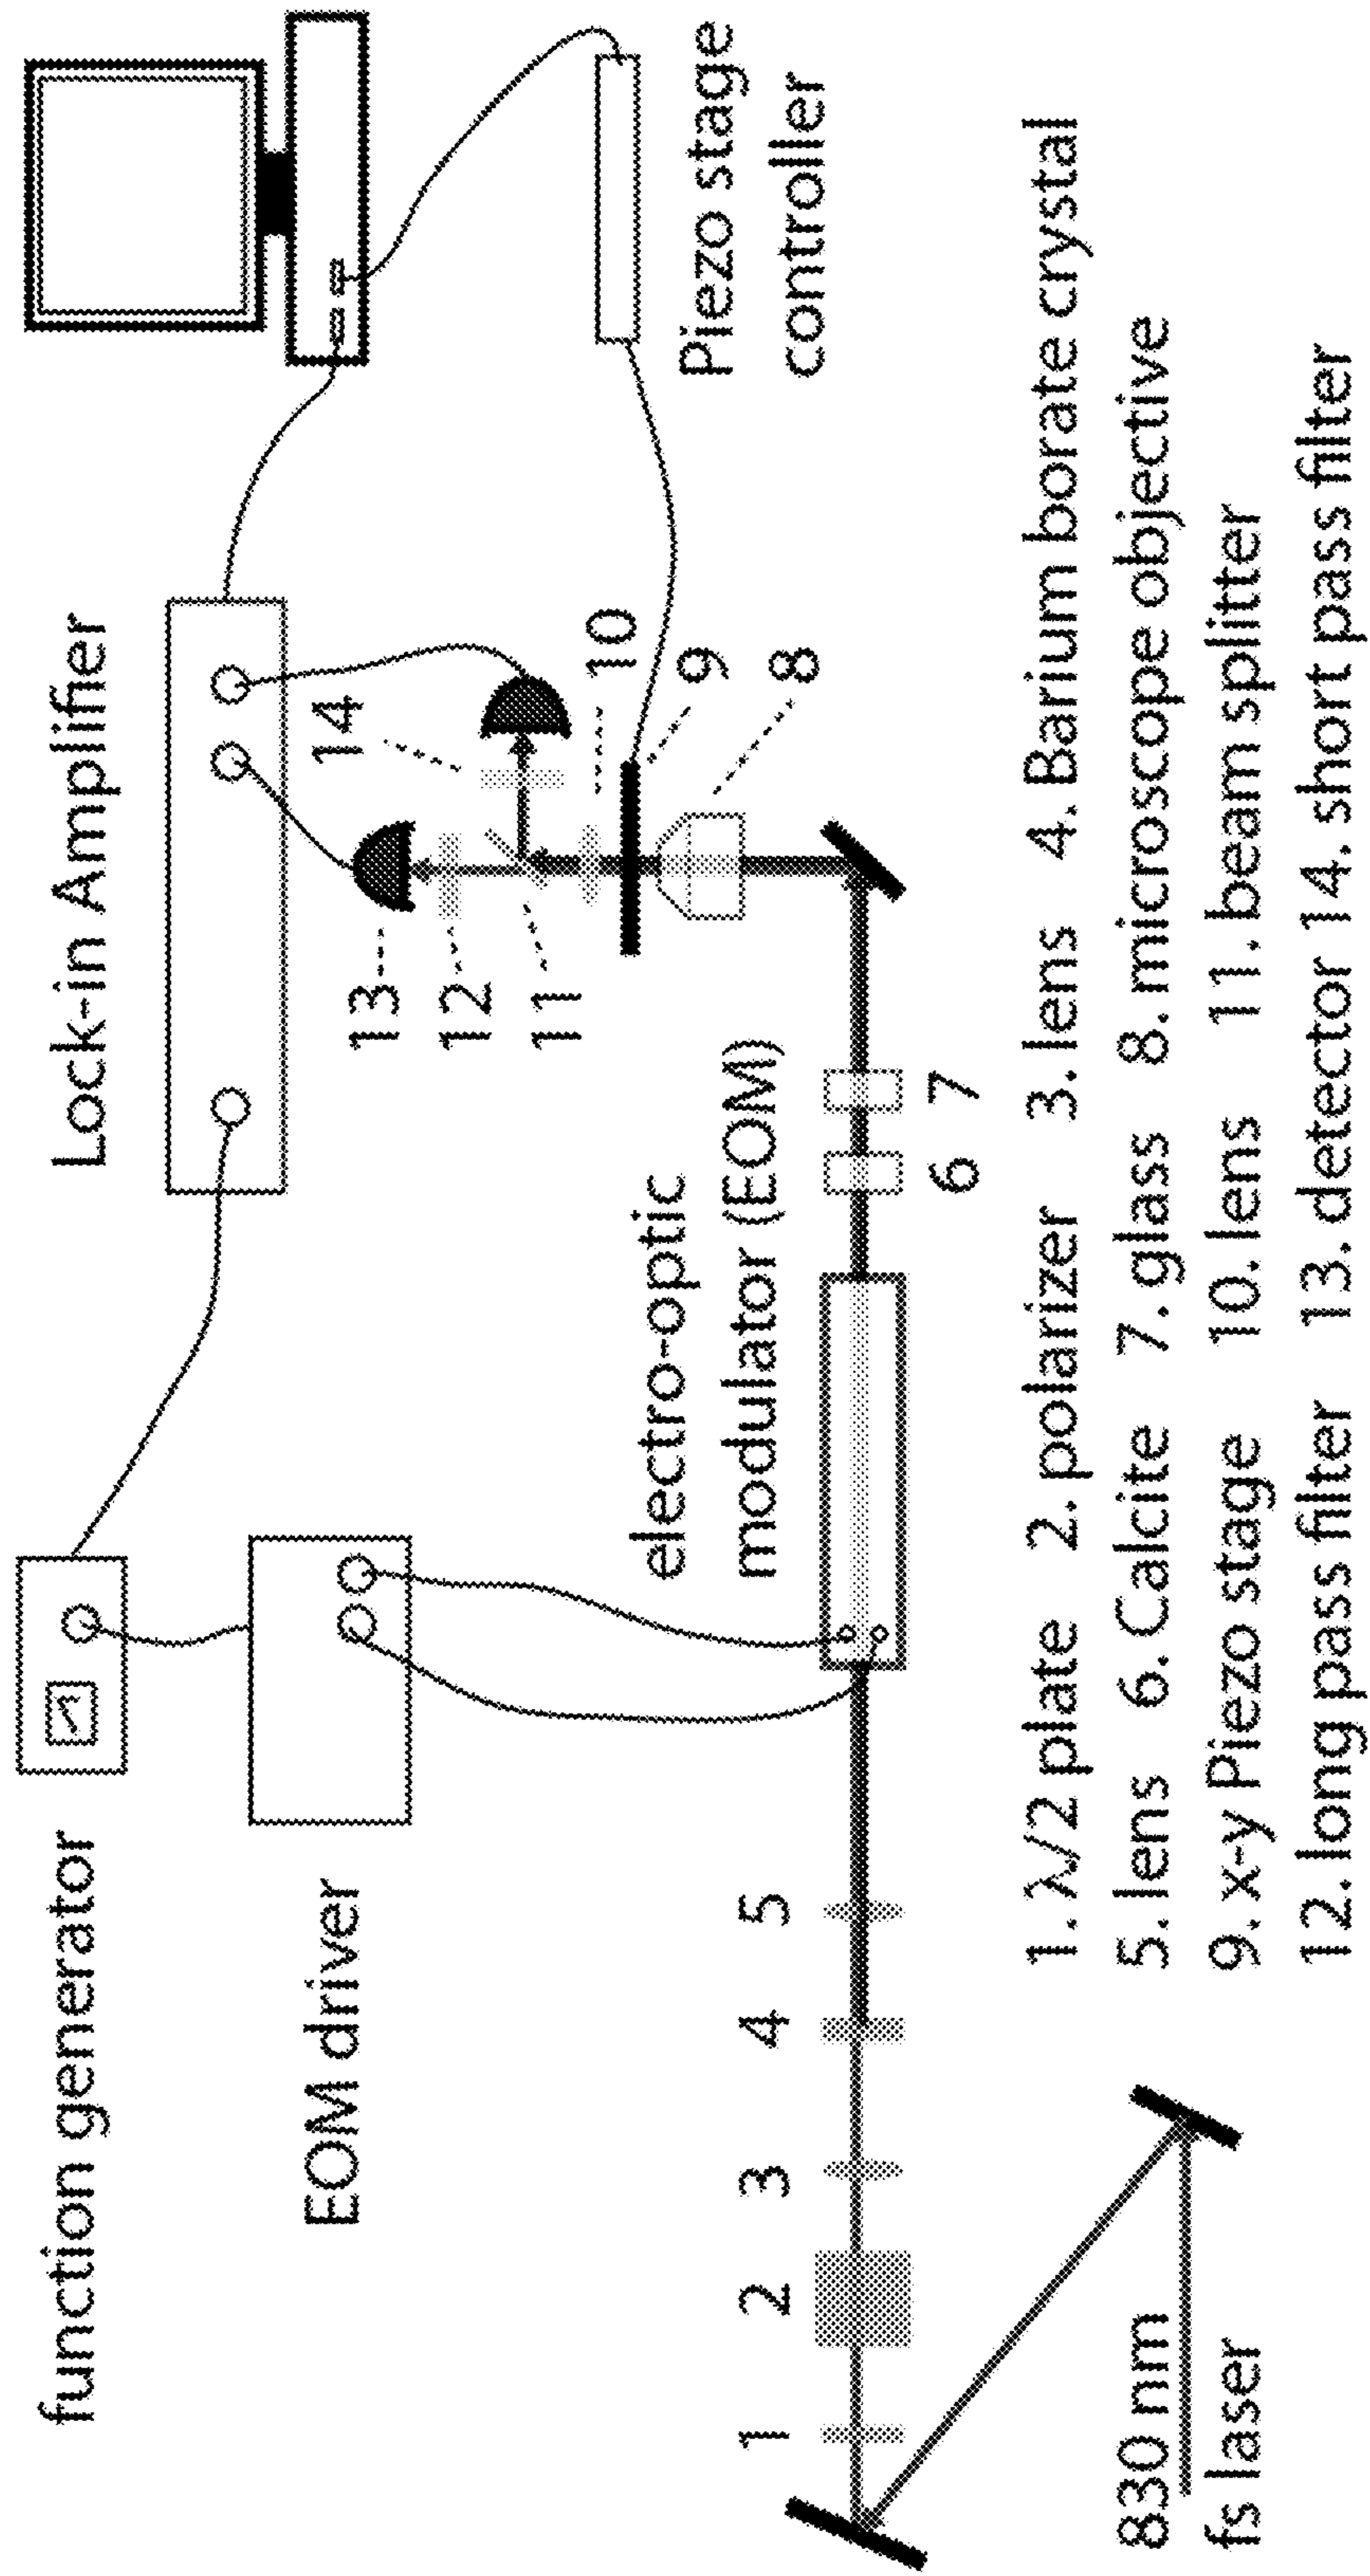 function generator
Lock-in Amplifier
EOM driver
14
13
12
11
10
9
8
electro-optic
modulator (EOM)
Piezo stage
controller
1
2
3
4
5
6
7
830 nm
fs laser
1. λ/2 plate 2. polarizer 3. lens 4. Barium borate crystal
5. lens 6. Calcite 7. glass 8. microscope objective
9. x-y Piezo stage 10. lens 11. beam splitter
12. long pass filter 13. detector 14. short pass filter